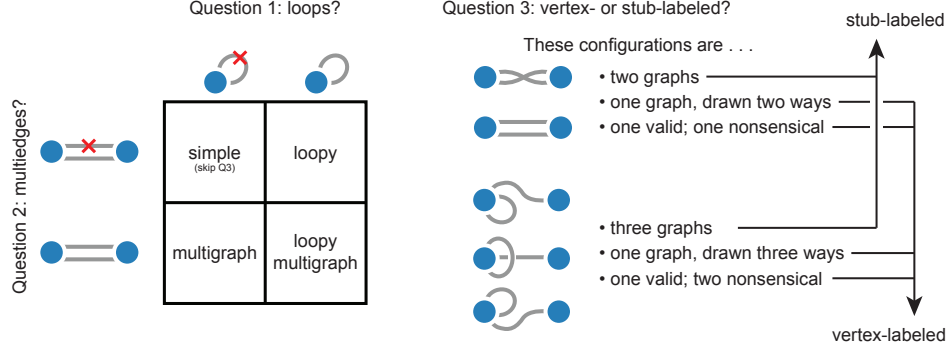 Question 1: loops?
Question 2: multiedges?
simple
(skip Q3)
loopy
multigraph
loopy
multigraph
Question 3: vertex- or stub-labeled?
stub-labeled
These configurations are . . .
• two graphs
• one graph, drawn two ways
• one valid; one nonsensical
• three graphs
• one graph, drawn three ways
• one valid; two nonsensical
vertex-labeled